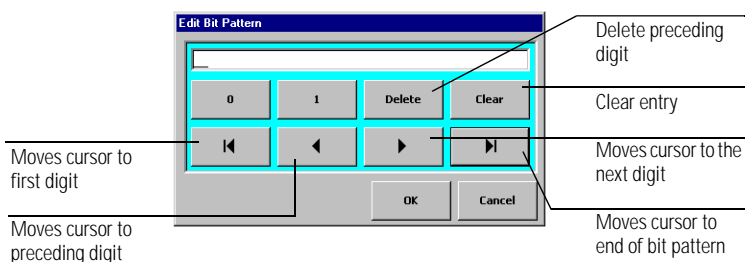 Edit Bit Pattern
Delete preceding
digit
0 1 Delete Clear
Clear entry
Moves cursor to
first digit
Moves cursor to the
next digit
OK Cancel
Moves cursor to
preceding digit
Moves cursor to
end of bit pattern